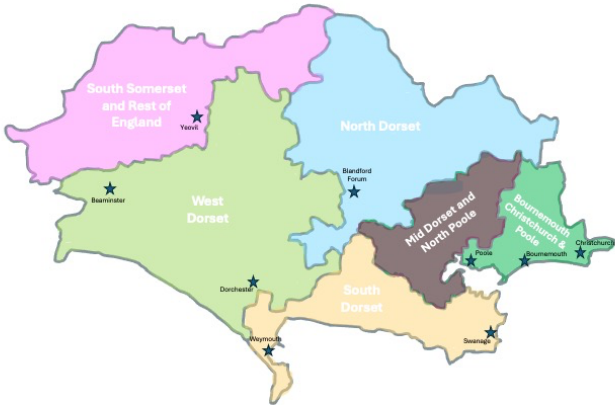 South Somerset
and Rest of
England
Yeovil
North Dorset
Blandford
Forum
Beaminster
West
Dorset
Mid Dorset and
North Poole
Bournemouth
Christchurch &
Poole
Christchurch
Poole
Bournemouth
Dorchester
South
Dorset
Weymouth
Swanage